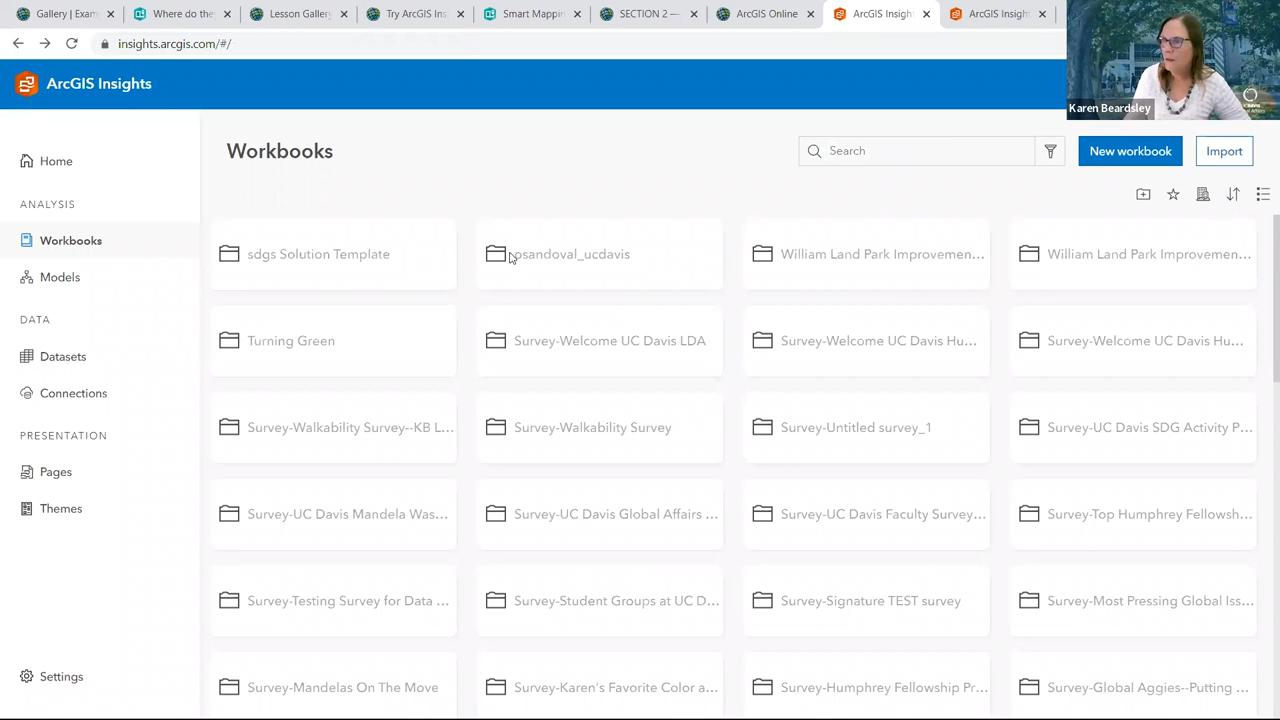 Gallery | Exam
Where do the
Lesson Gallery
Try ArcGIS Ins
Smart Mappin
SECTION 2 —
ArcGIS Online
ArcGIS Insight
ArcGIS Insight
insights.arcgis.com/#/
ArcGIS Insights
Karen Beardsley
Home
ANALYSIS
Workbooks
Models
DATA
Datasets
Connections
PRESENTATION
Pages
Themes
Settings
Workbooks
Search
New workbook
Import
sdgs Solution Template
osandoval_ucdavis
William Land Park Improvemen...
William Land Park Improvemen...
Turning Green
Survey-Welcome UC Davis LDA
Survey-Welcome UC Davis Hu...
Survey-Welcome UC Davis Hu...
Survey-Walkability Survey--KB L...
Survey-Walkability Survey
Survey-Untitled survey_1
Survey-UC Davis SDG Activity P...
Survey-UC Davis Mandela Was...
Survey-UC Davis Global Affairs ...
Survey-UC Davis Faculty Survey...
Survey-Top Humphrey Fellowsh...
Survey-Testing Survey for Data ...
Survey-Student Groups at UC D...
Survey-Signature TEST survey
Survey-Most Pressing Global Iss...
Survey-Mandelas On The Move
Survey-Karen's Favorite Color a...
Survey-Humphrey Fellowship Pr...
Survey-Global Aggies--Putting ...